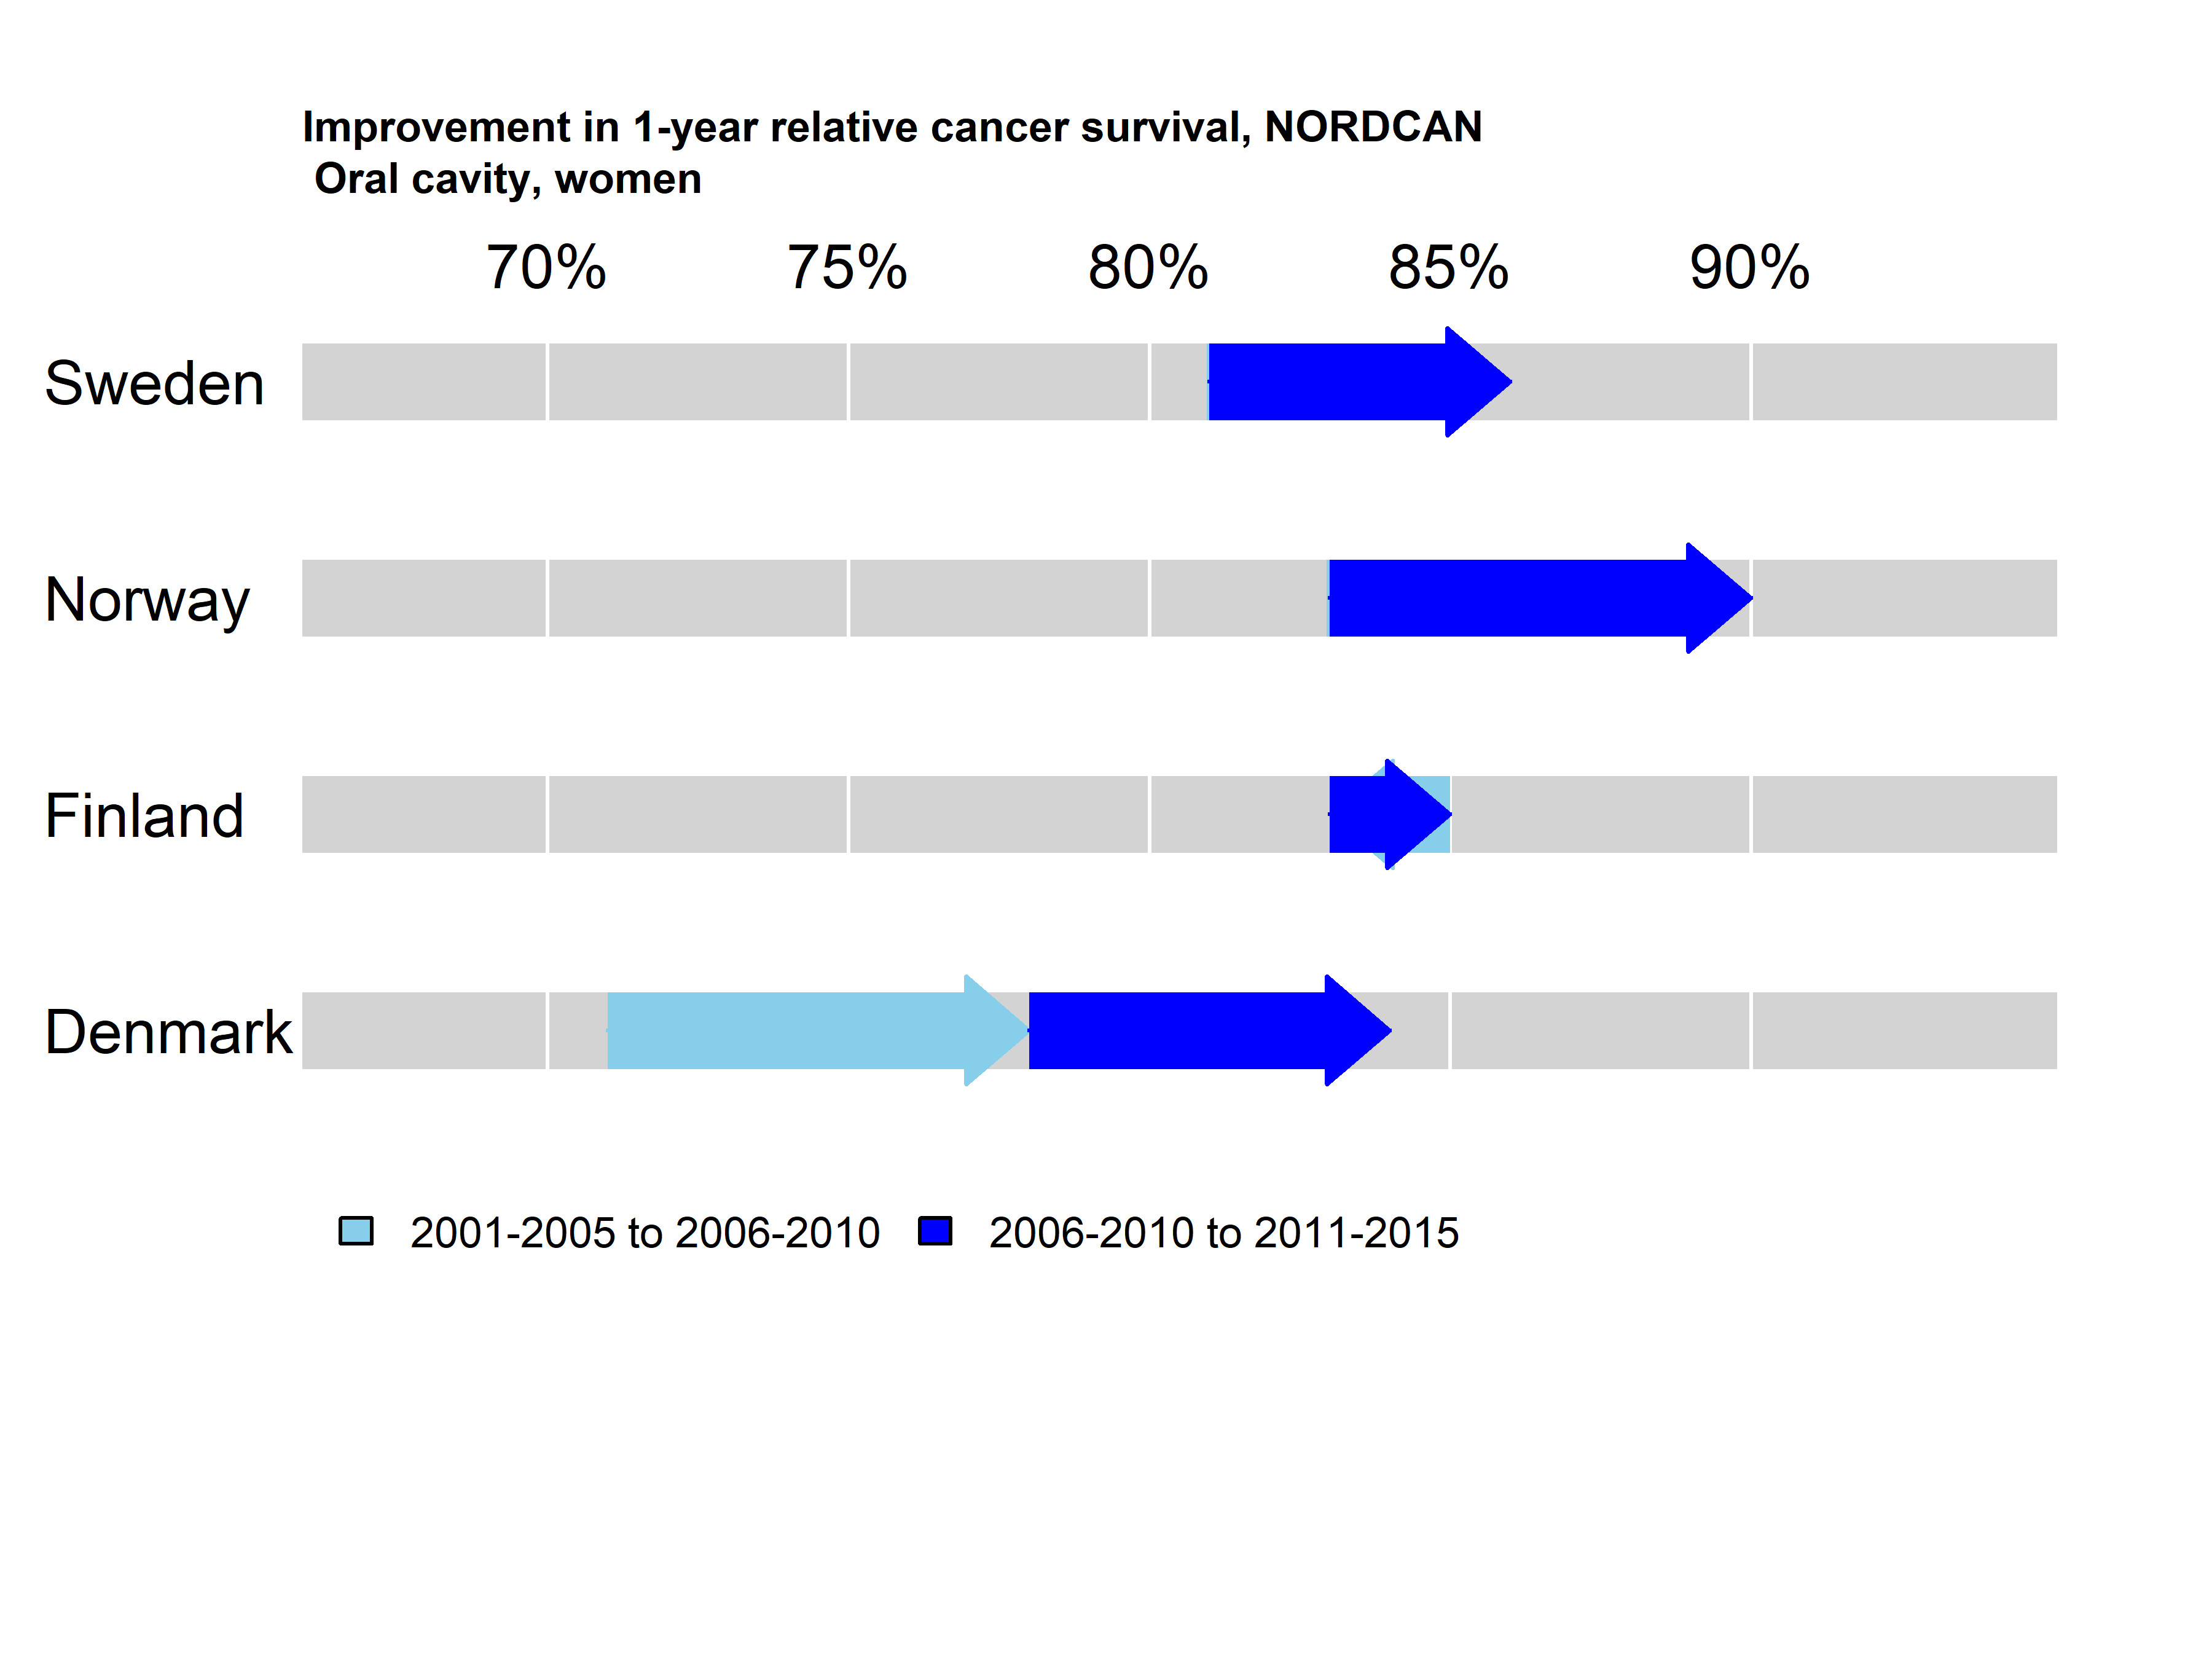 Improvement in 1-year relative cancer survival, NORDCAN
Oral cavity, women
70% 75% 80% 85% 90%
Sweden
Norway
Finland
Denmark
2001-2005 to 2006-2010 2006-2010 to 2011-2015